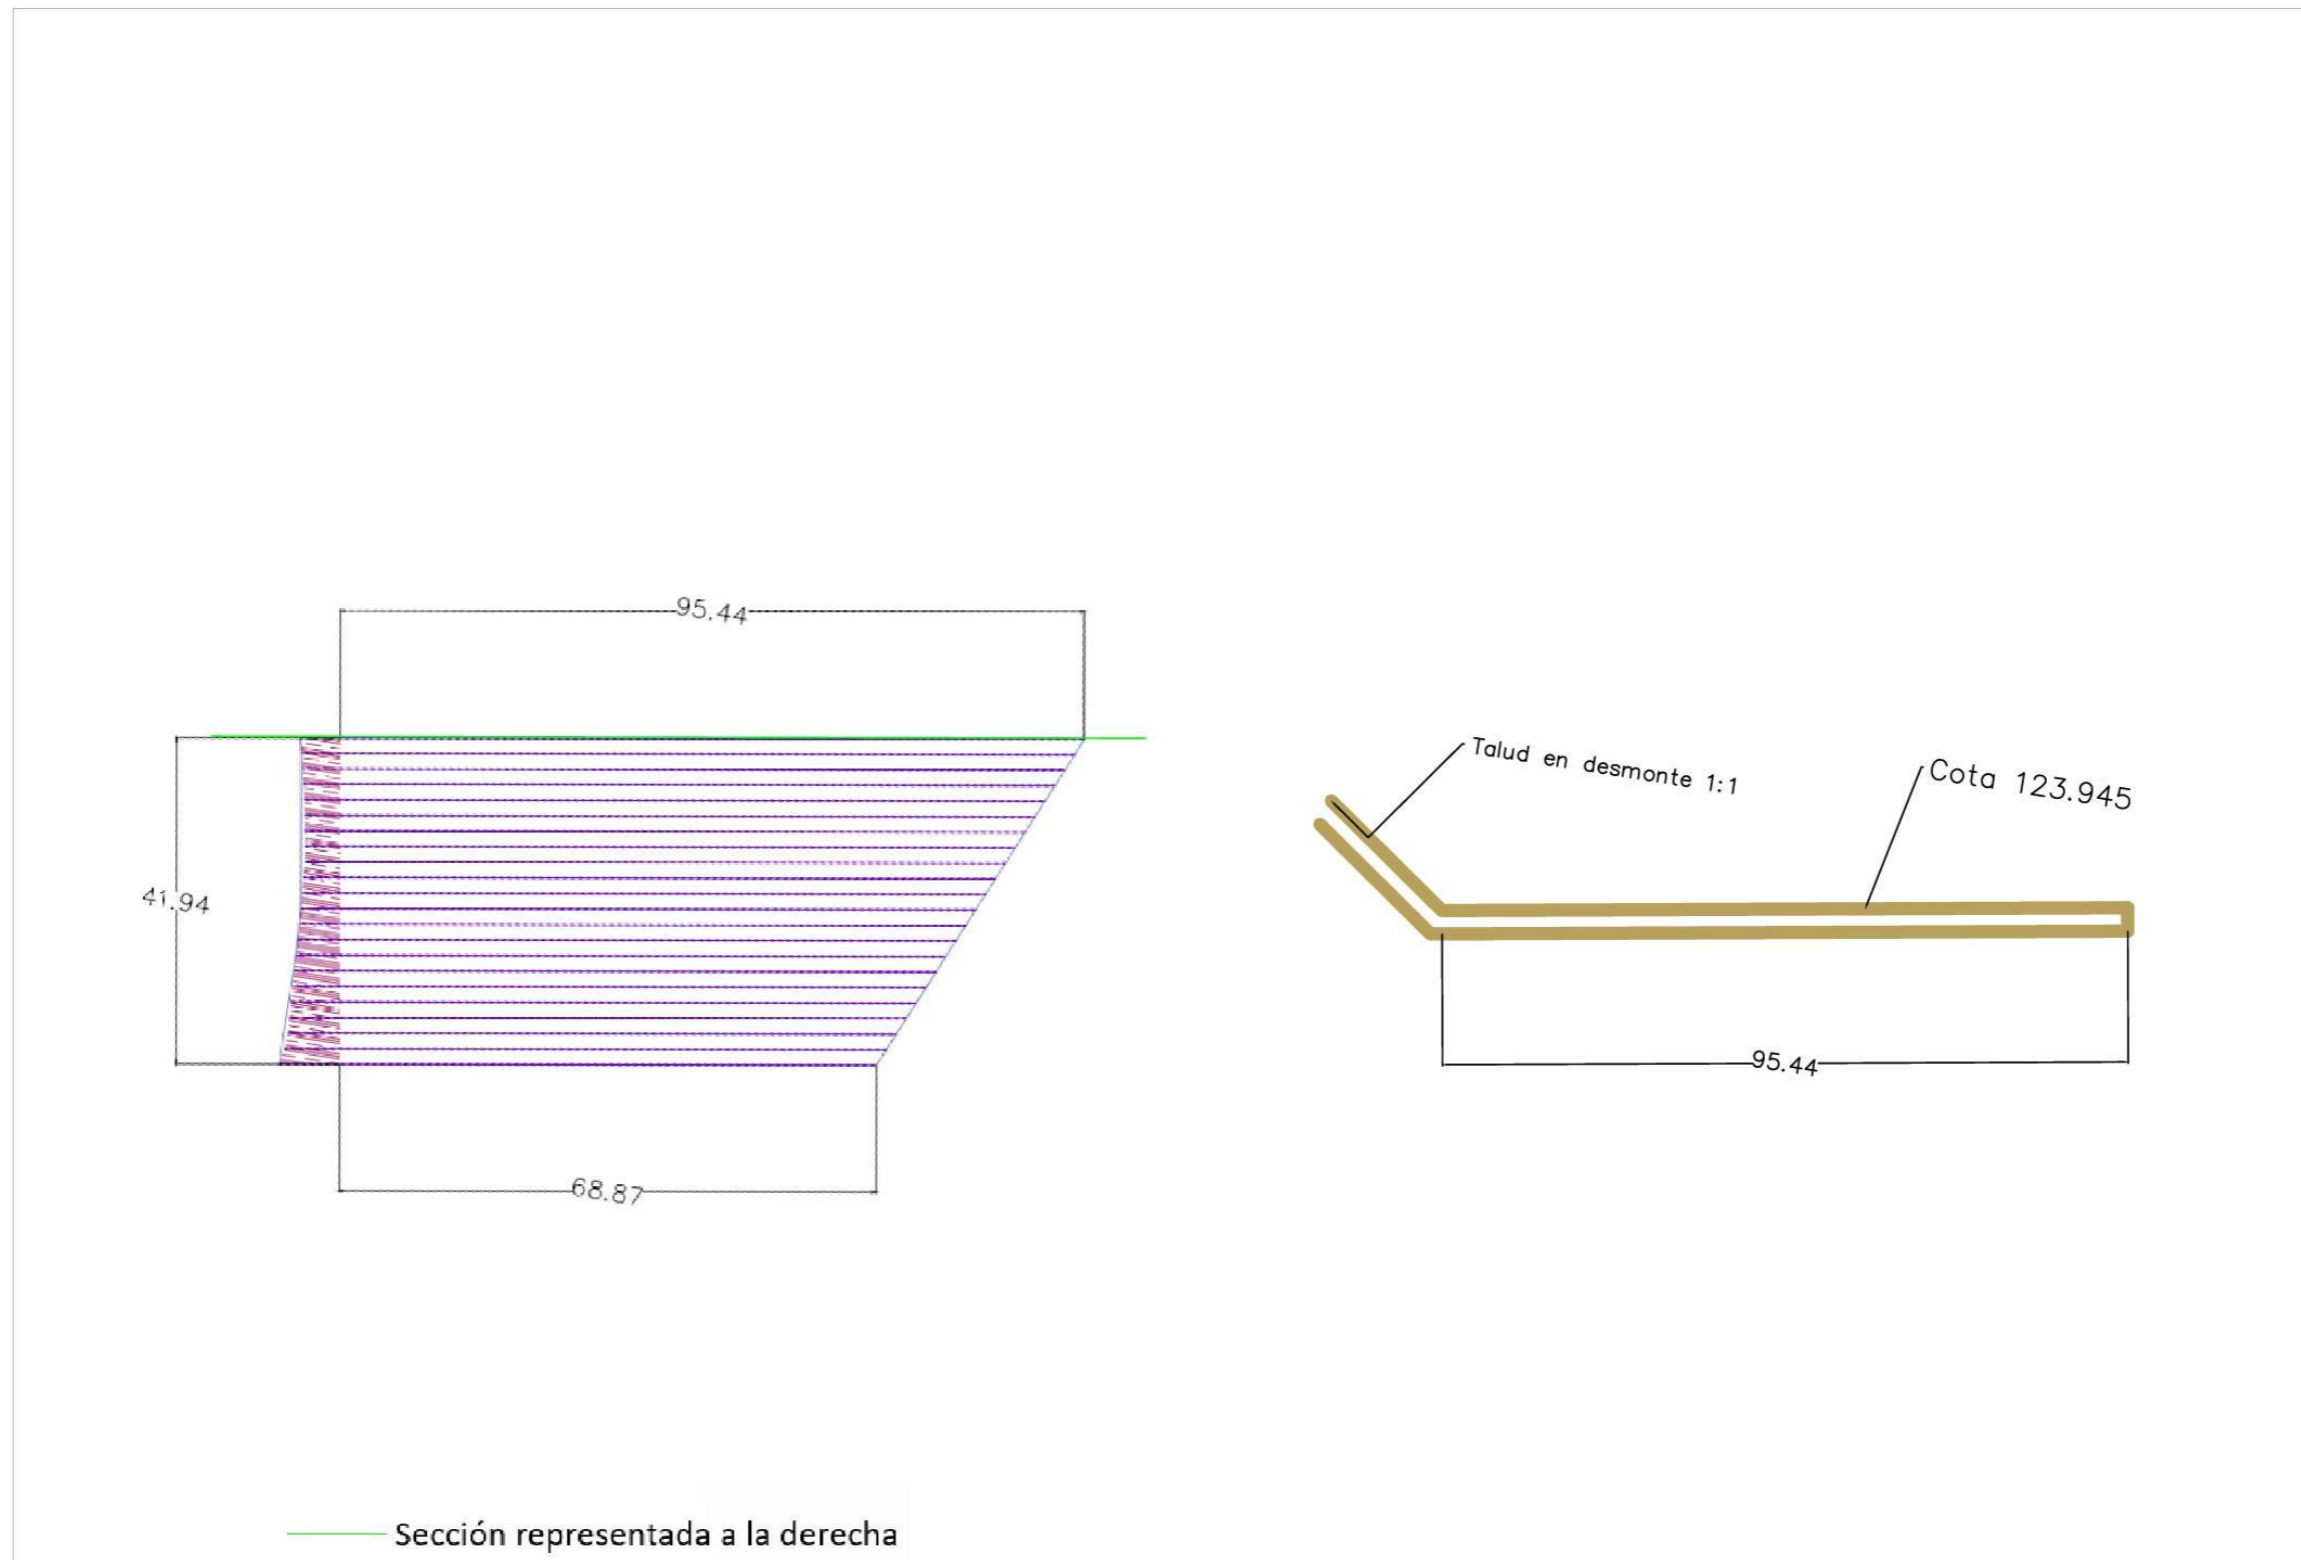 95.44
Talud en desmonte 1:1
Cota 123.945
41.94
95.44
68.87
Sección representada a la derecha